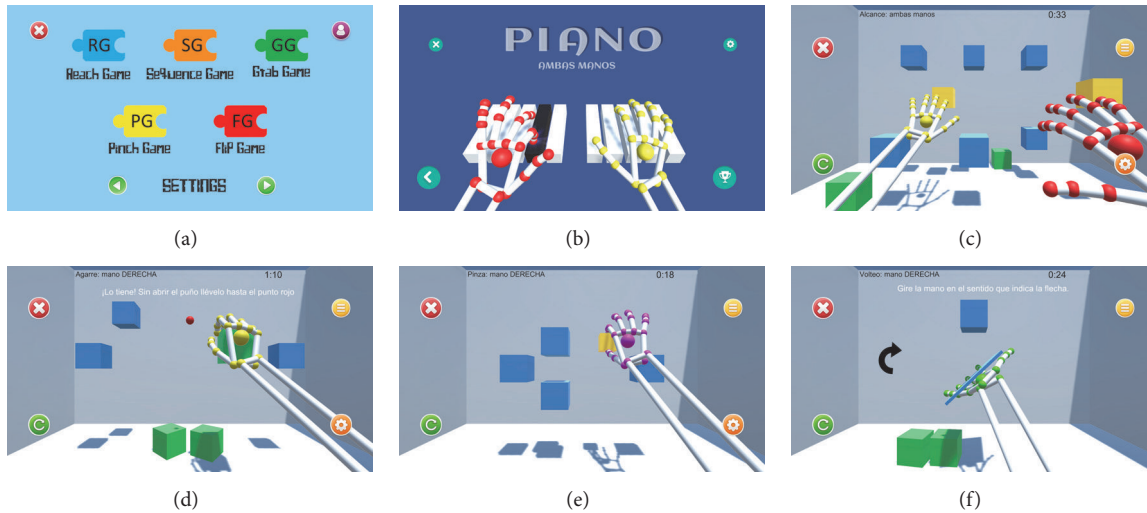 RG
SG
GG
Reach Game
Sequence Game
Grab Game
PG
FG
Pinch Game
Flip Game
SETTINGS
(a)
PIANO
AMBAS MANOS
(b)
Alcance: ambas manos
0:33
(c)
Agarre: mano DERECHA
1:10
¡Lo tiene! Sin abrir el puño llévelo hasta el punto rojo
(d)
Pinza: mano DERECHA
0:18
(e)
Volteo: mano DERECHA
0:24
Gire la mano en el sentido que indica la flecha.
(f)